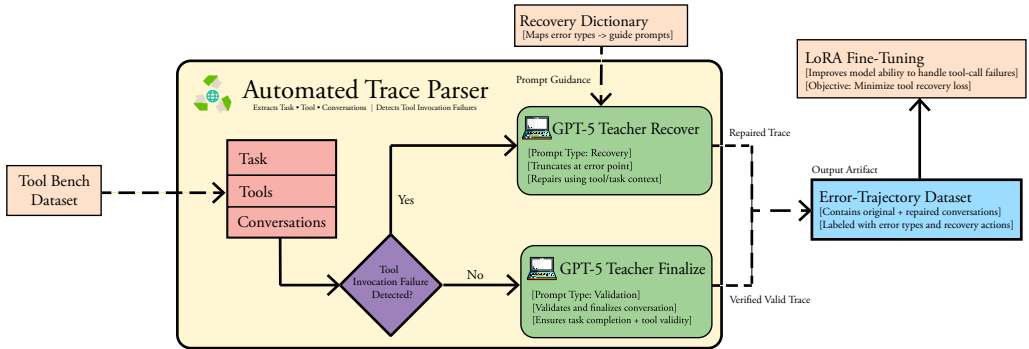 Recovery Dictionary
[Maps error types -> guide prompts]
Prompt Guidance
LoRA Fine-Tuning
[Improves model ability to handle tool-call failures]
[Objective: Minimize tool recovery loss]
Automated Trace Parser
Extracts Task • Tool • Conversations | Detects Tool Invocation Failures
Tool Bench
Dataset
Task
Tools
Conversations
Yes
Tool
Invocation Failure
Detected?
No
GPT-5 Teacher Recover
[Prompt Type: Recovery]
[Truncates at error point]
[Repairs using tool/task context]
Repaired Trace
GPT-5 Teacher Finalize
[Prompt Type: Validation]
[Validates and finalizes conversation]
[Ensures task completion + tool validity]
Verified Valid Trace
Output Artifact
Error-Trajectory Dataset
[Contains original + repaired conversations]
[Labeled with error types and recovery actions]